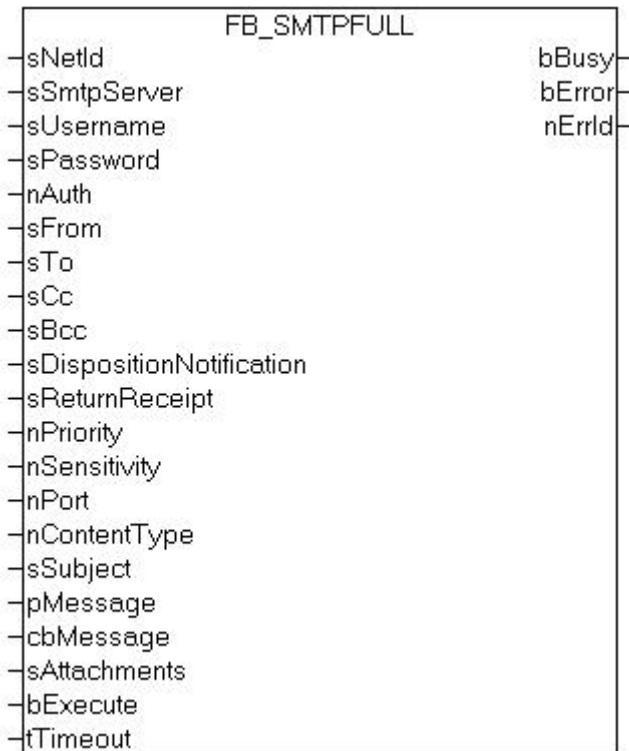 FB_SMTPFULL
sNetId bBusy
sSmtpServer bError
sUsername nErrId
sPassword
nAuth
sFrom
sTo
sCc
sBcc
sDispositionNotification
sReturnReceipt
nPriority
nSensitivity
nPort
nContentType
sSubject
pMessage
cbMessage
sAttachments
bExecute
tTimeout